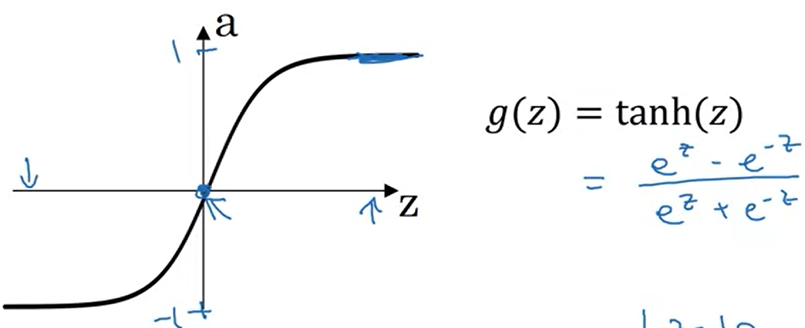 a
1
g(z) = tanh(z)
= e^z - e^-z / e^z + e^-z
z
-1